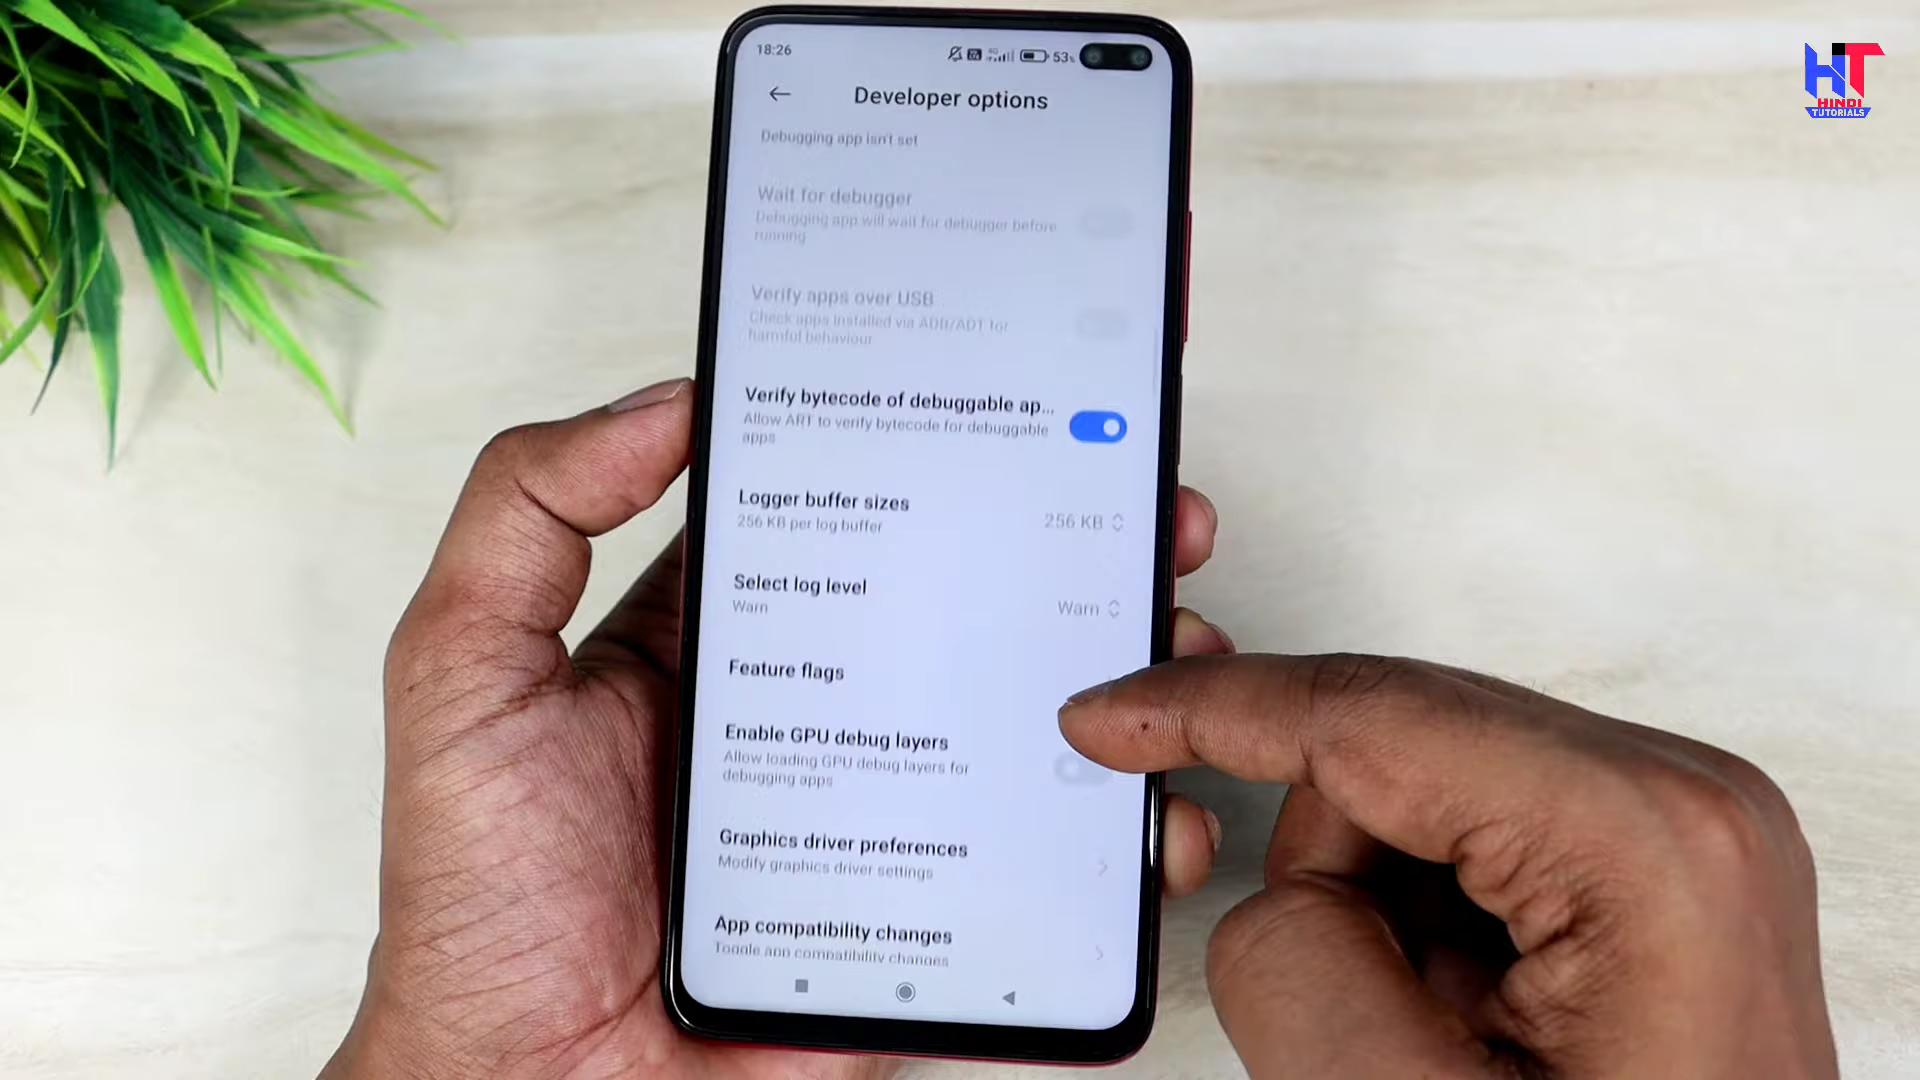 18:26
53%
HT
HINDI
TUTORIALS
Developer options
Debugging app isn't set
Wait for debugger
Debugging app will wait for debugger before
running
Verify apps over USB
Check apps installed via ADB/ADT for
harmful behaviour
Verify bytecode of debuggable ap...
Allow ART to verify bytecode for debuggable
apps
Logger buffer sizes
256 KB per log buffer
256 KB
Select log level
Warn
Warn
Feature flags
Enable GPU debug layers
Allow loading GPU debug layers for
debugging apps
Graphics driver preferences
Modify graphics driver settings
App compatibility changes
Toggle app compatibility changes